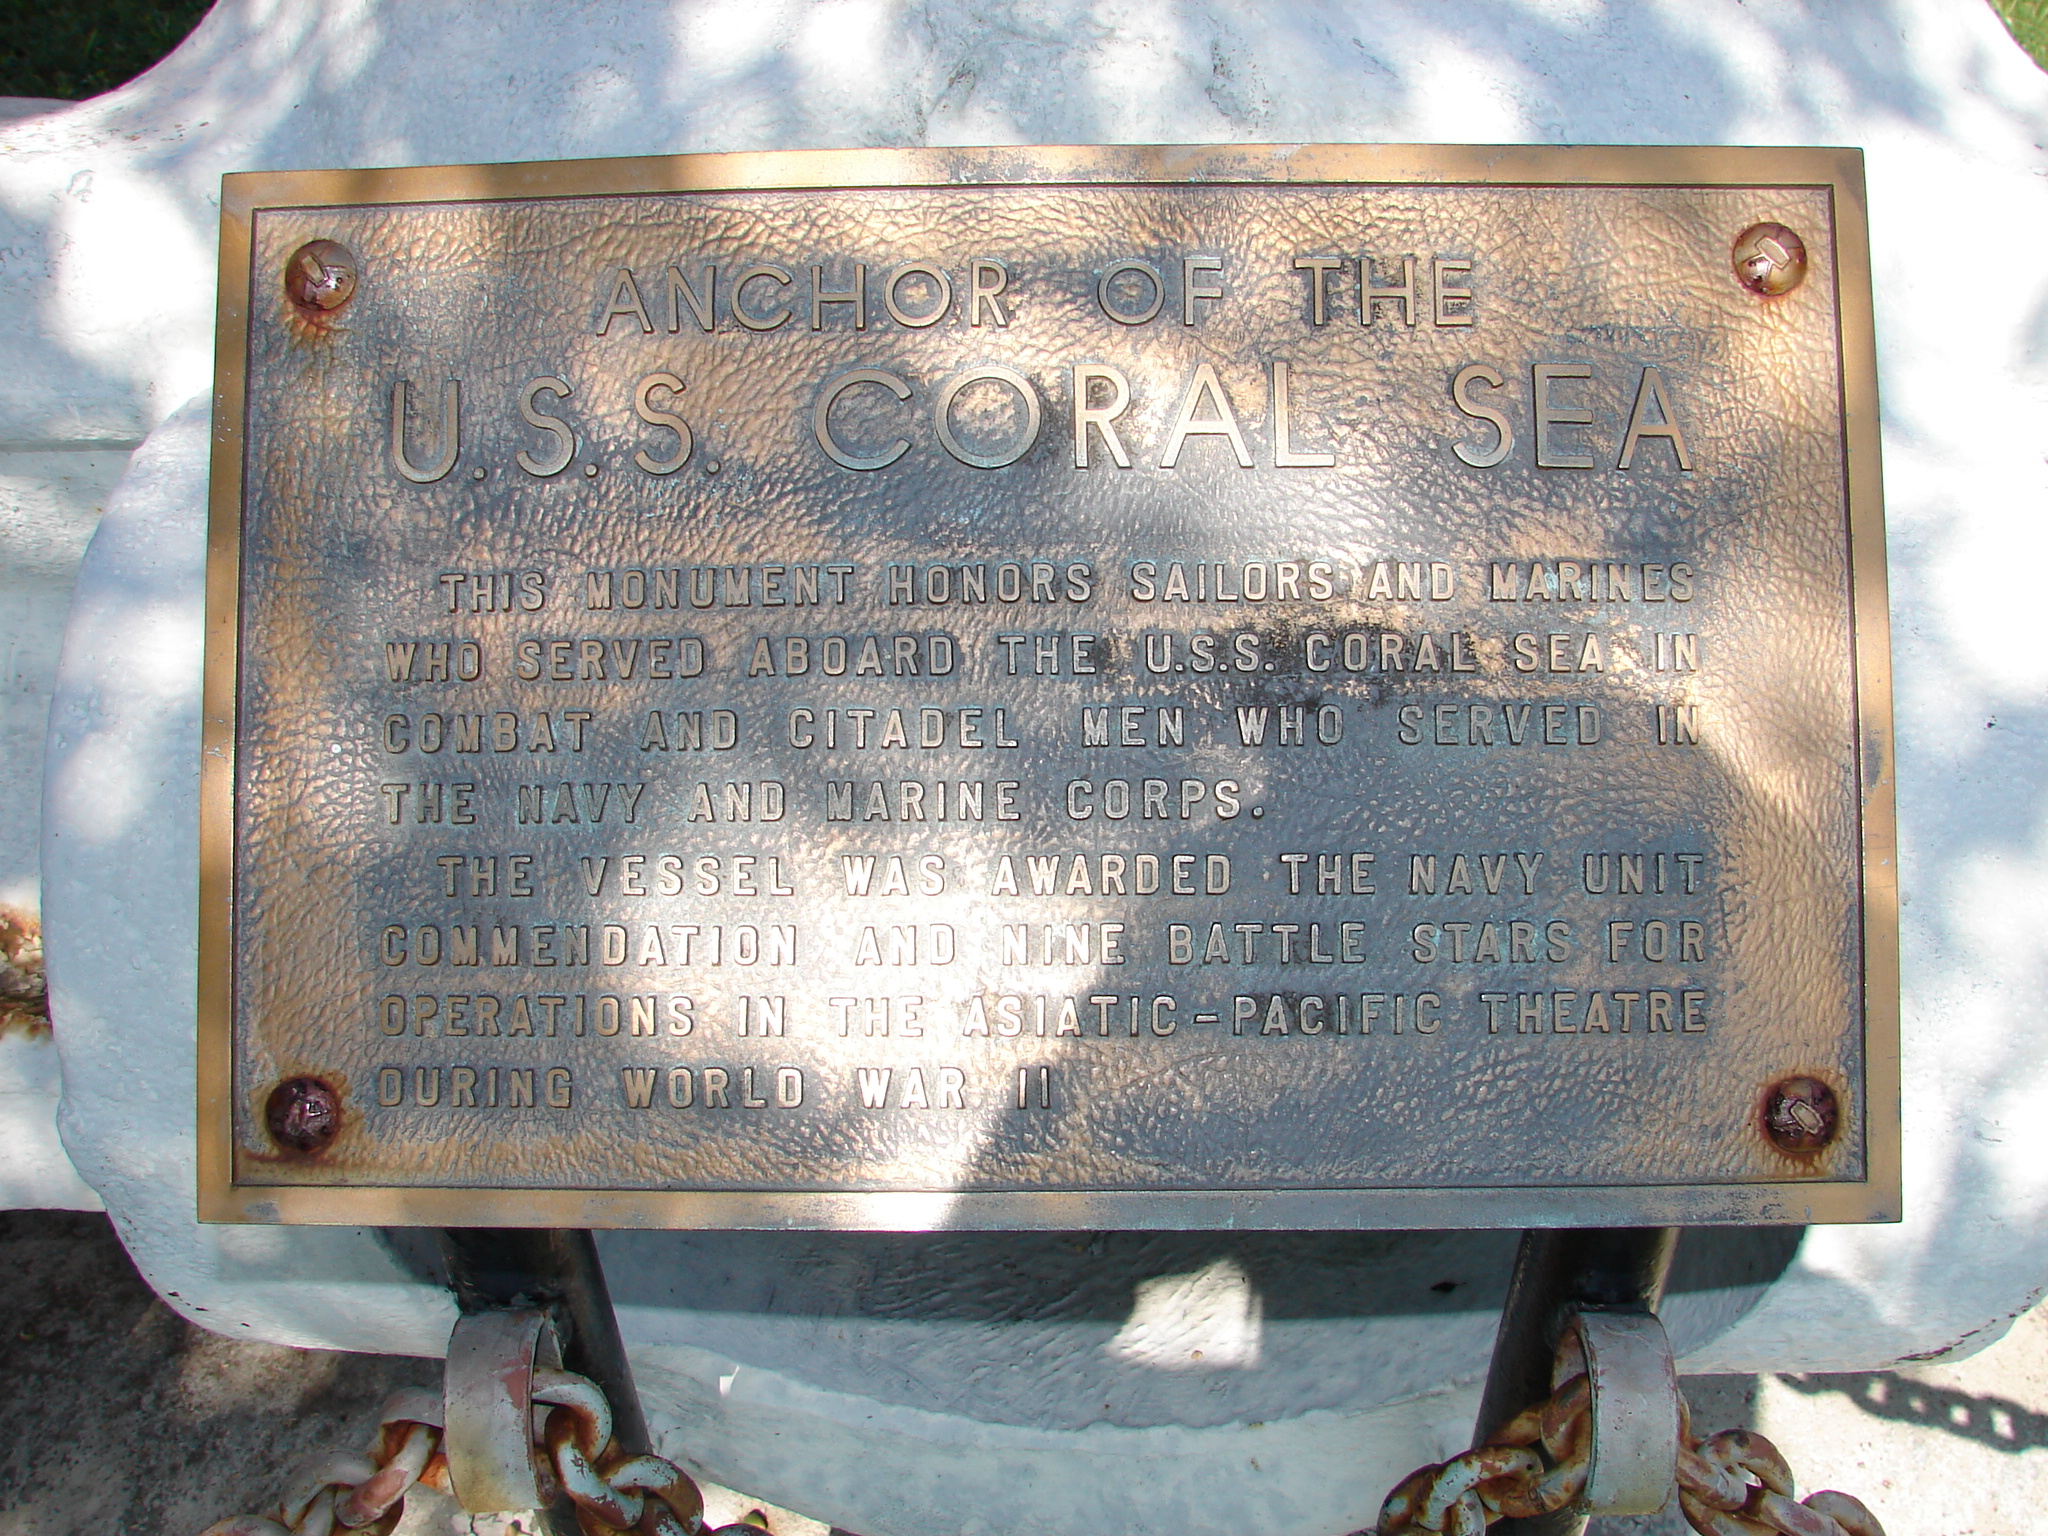 ANCHOR OF THE
U.S.S. CORAL SEA
THIS MONUMENT HONORS SAILORS AND MARINES
WHO SERVED ABOARD THE U.S.S. CORAL SEA IN
COMBAT AND CITADEL MEN WHO SERVED IN
THE NAVY AND MARINE CORPS.
THE VESSEL WAS AWARDED THE NAVY UNIT
COMMENDATION AND NINE BATTLE STARS FOR
OPERATIONS IN THE ASIATIC-PACIFIC THEATRE
DURING WORLD WAR II